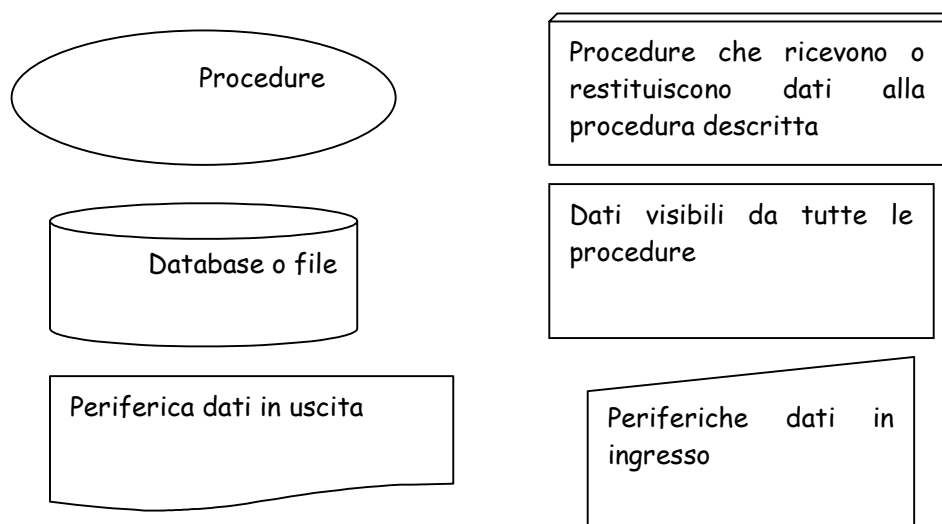 Procedure
Procedure che ricevono o
restituiscono dati alla
procedura descritta
Database o file
Dati visibili da tutte le
procedure
Periferica dati in uscita
Periferiche dati in
ingresso